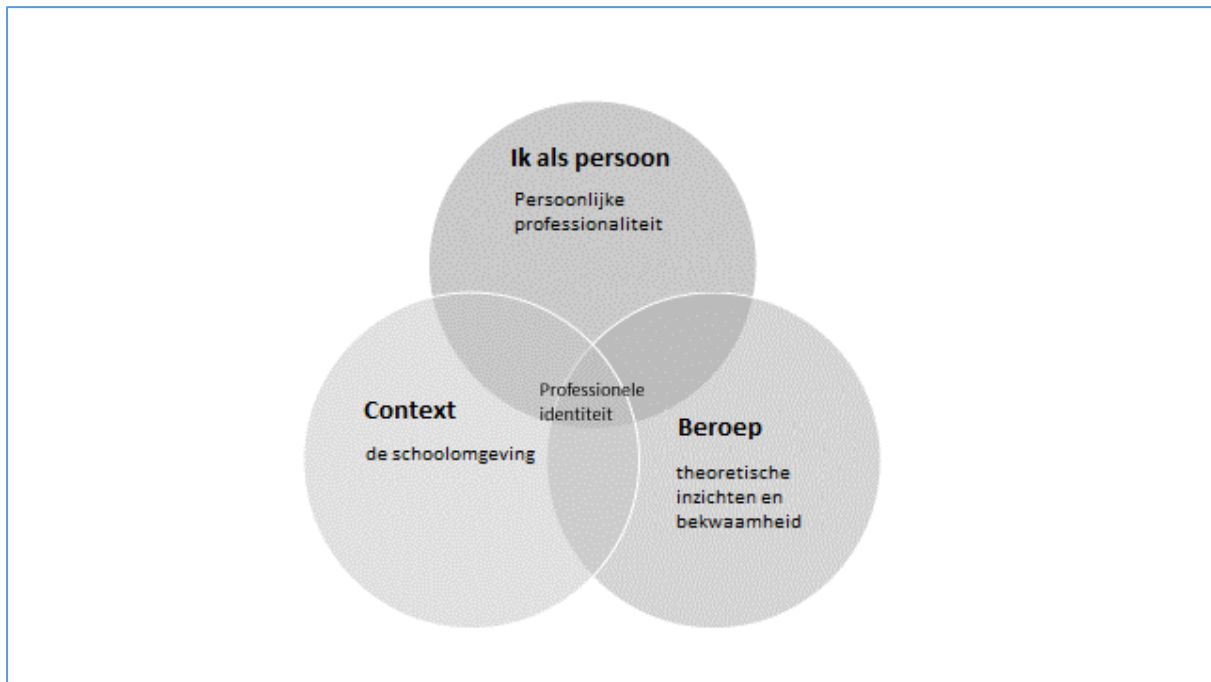 Ik als persoon
Persoonlijke
professionaliteit
Professionele
identiteit
Context
de schoolomgeving
Beroep
theoretische
inzichten en
bekwaamheid